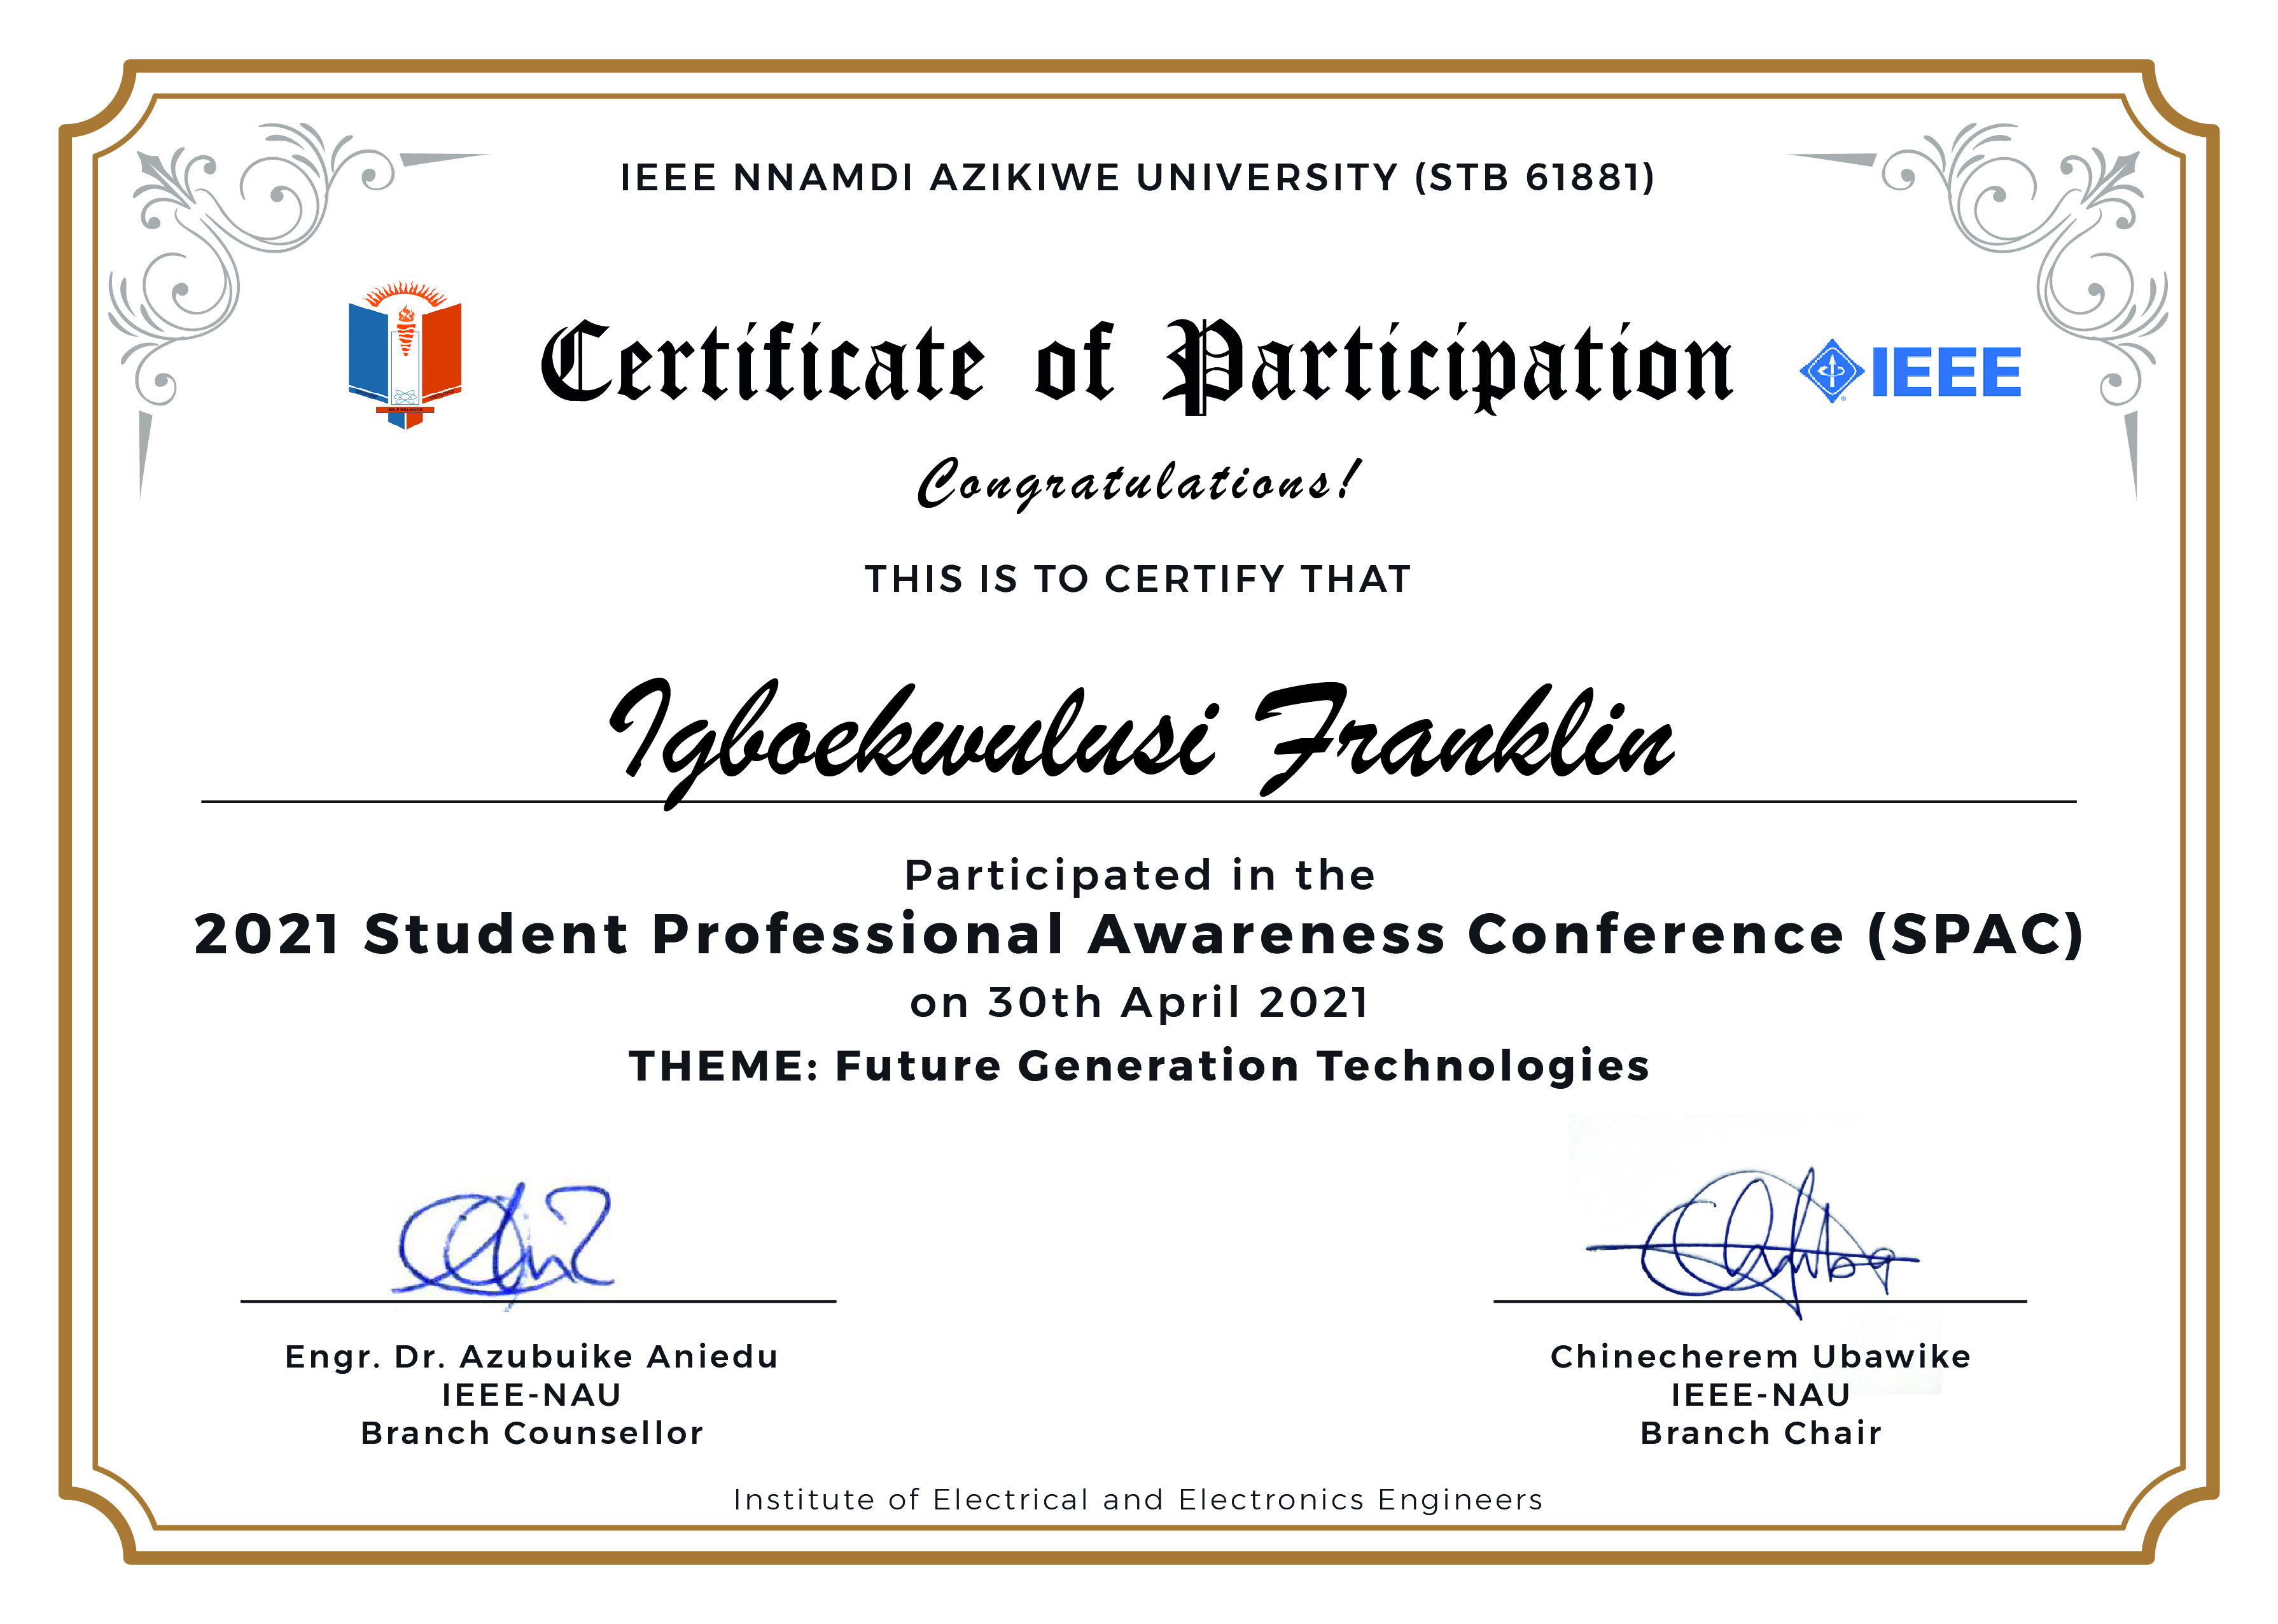 IEEE NNAMDI AZIKIWE UNIVERSITY (STB 61881)
Certificate of Participation
IEEE
Congratulations!
THIS IS TO CERTIFY THAT
Igboekwulusi Franklin
Participated in the
2021 Student Professional Awareness Conference (SPAC)
on 30th April 2021
THEME: Future Generation Technologies
Engr. Dr. Azubuike Aniedu
IEEE-NAU
Branch Counsellor
Chinecherem Ubawike
IEEE-NAU
Branch Chair
Institute of Electrical and Electronics Engineers